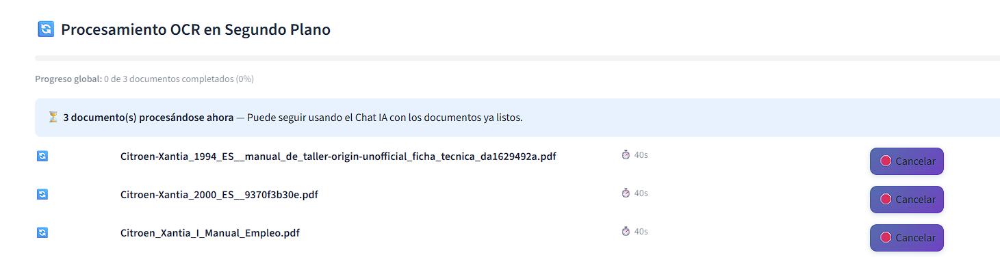 Procesamiento OCR en Segundo Plano
Progreso global: 0 de 3 documentos completados (0%)
3 documento(s) procesándose ahora — Puede seguir usando el Chat IA con los documentos ya listos.
Citroen-Xantia_1994_ES__manual_de_taller-origin-unofficial_ficha_tecnica_da1629492a.pdf 40s Cancelar
Citroen-Xantia_2000_ES__9370f3b30e.pdf 40s Cancelar
Citroen_Xantia_I_Manual_Empleo.pdf 40s Cancelar